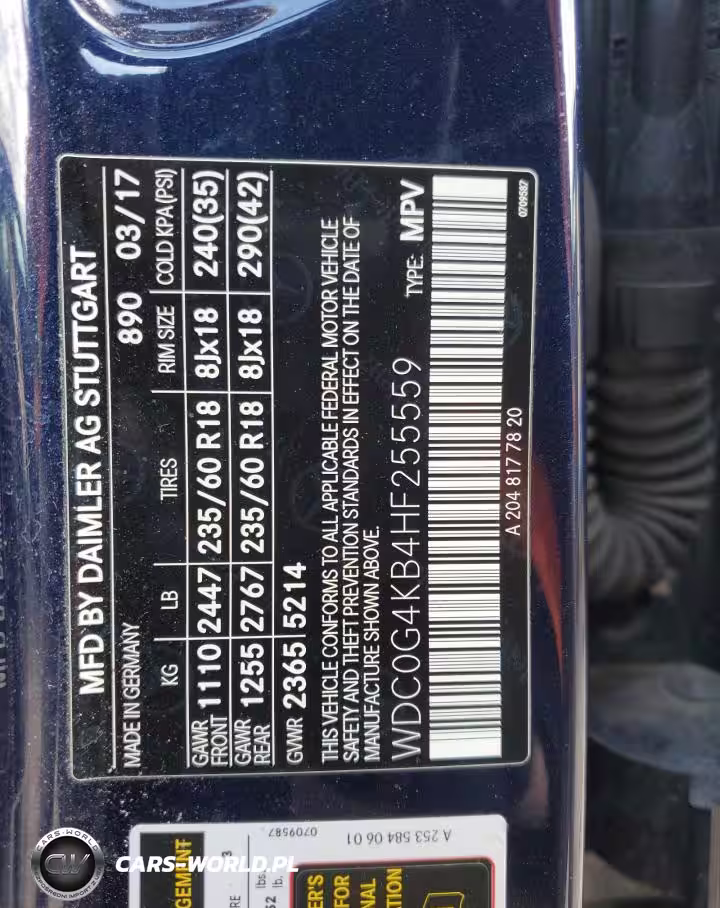 MFD BY DAIMLER AG STUTTGART
MADE IN GERMANY 890 03/17
KG LB TIRES RIM SIZE COLD KPA(PSI)
GAWR FRONT 1110 2447 235/60 R18 8Jx18 240(35)
GAWR REAR 1255 2767 235/60 R18 8Jx18 290(42)
GVWR 2365 5214
THIS VEHICLE CONFORMS TO ALL APPLICABLE FEDERAL MOTOR VEHICLE
SAFETY AND THEFT PREVENTION STANDARDS IN EFFECT ON THE DATE OF
MANUFACTURE SHOWN ABOVE.
WDC0G4KB4HF255559 TYPE: MPV
A 204 817 78 20
0709587
A 253 584 06 01
0709587
CARS-WORLD
CW
CARS-WORLD.PL